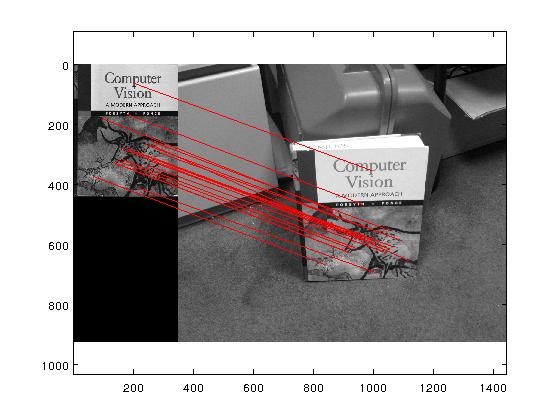 0
200
400
600
800
1000
Computer
Vision
A MODERN APPROACH
FORSYTH • PONCE
Computer
Vision
A MODERN APPROACH
FORSYTH • PONCE
200 400 600 800 1000 1200 1400